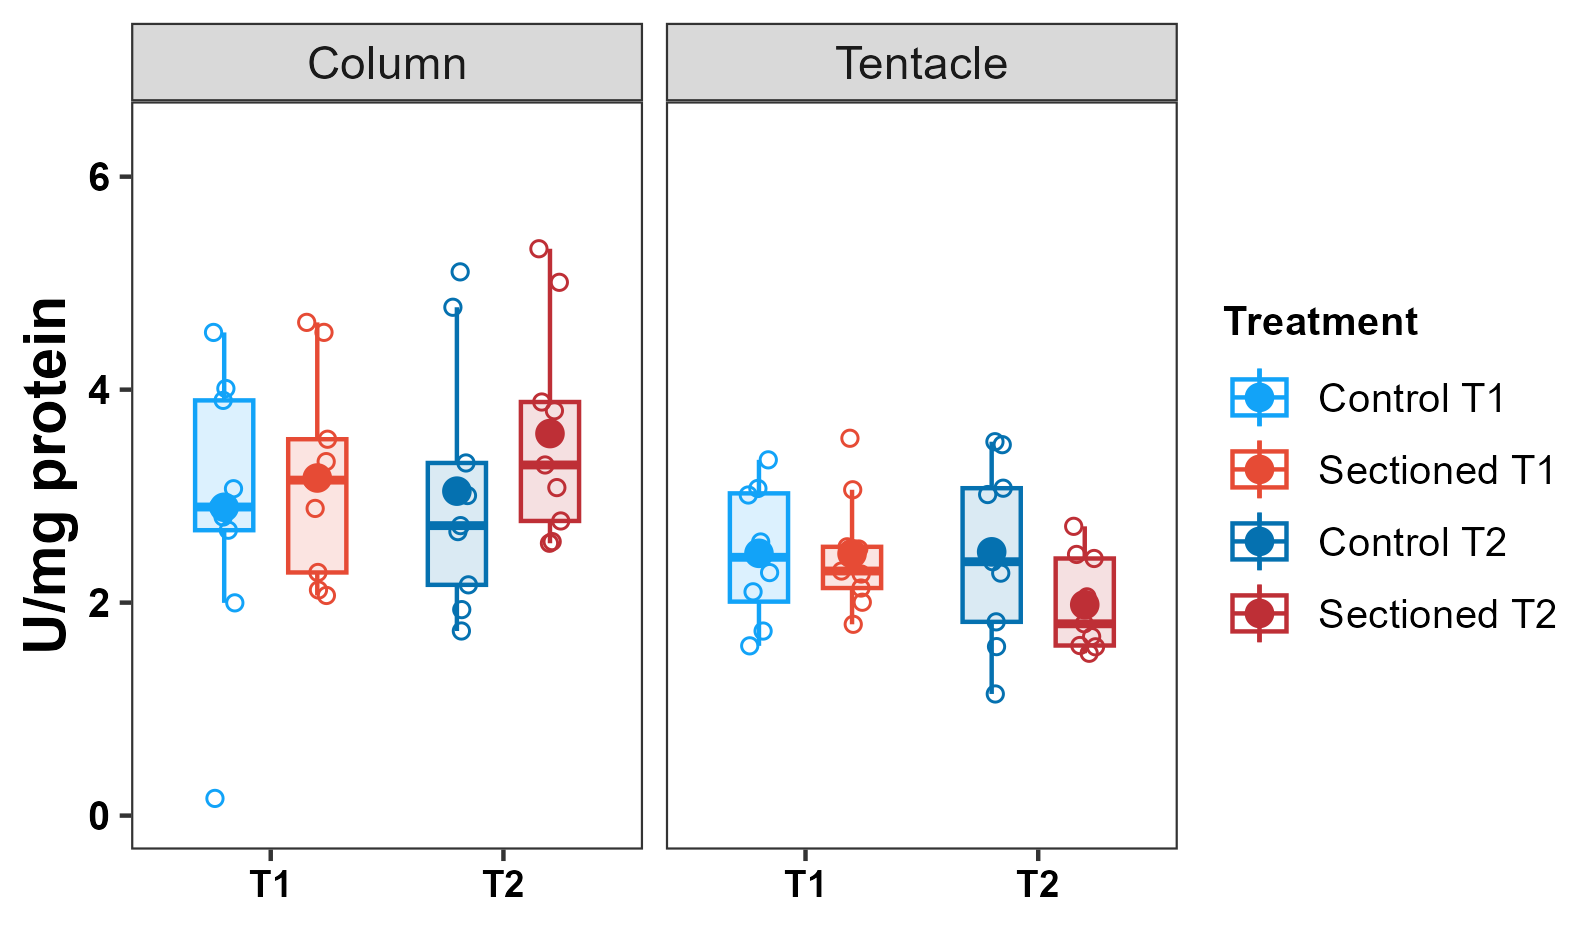 Column
Tentacle
U/mg protein
6
4
2
0
T1
T2
T1
T2
Treatment
Control T1
Sectioned T1
Control T2
Sectioned T2